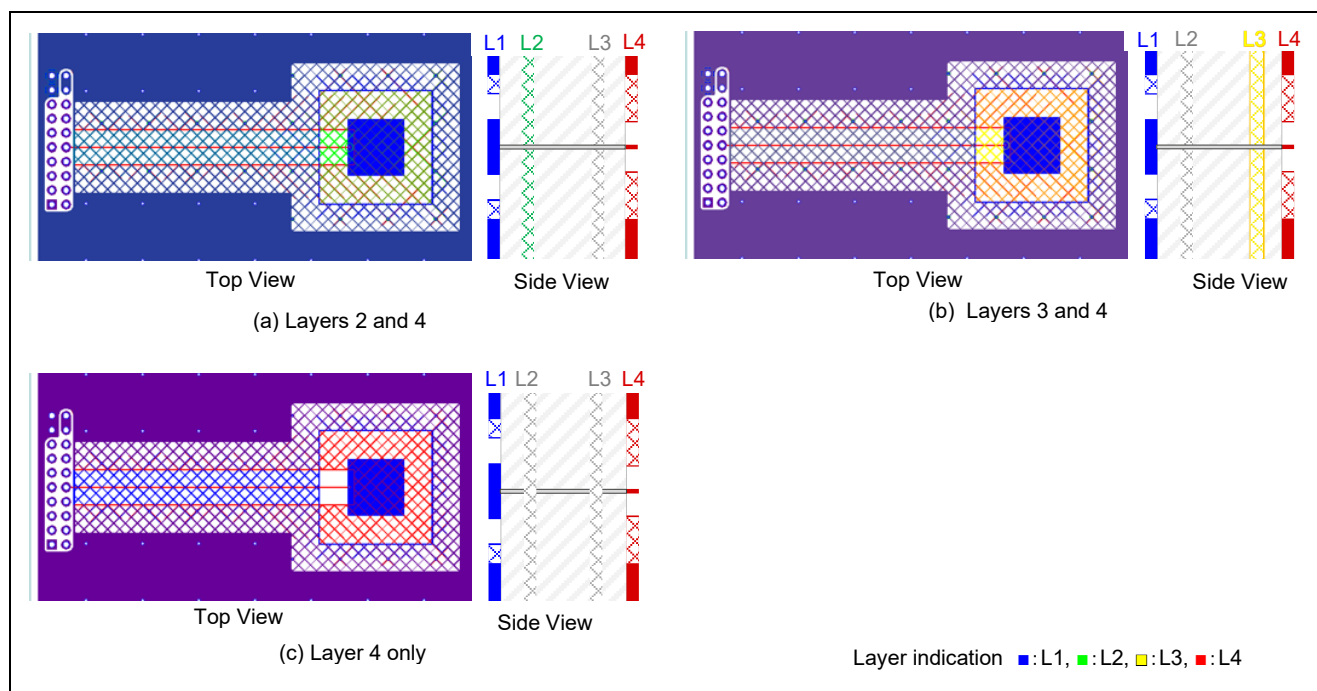 L1 L2 L3 L4
Top View
Side View
(a) Layers 2 and 4
L1 L2 L3 L4
Top View
Side View
(b) Layers 3 and 4
L1 L2 L3 L4
Top View
Side View
(c) Layer 4 only
Layer indication ■:L1, ■:L2, ■:L3, ■:L4